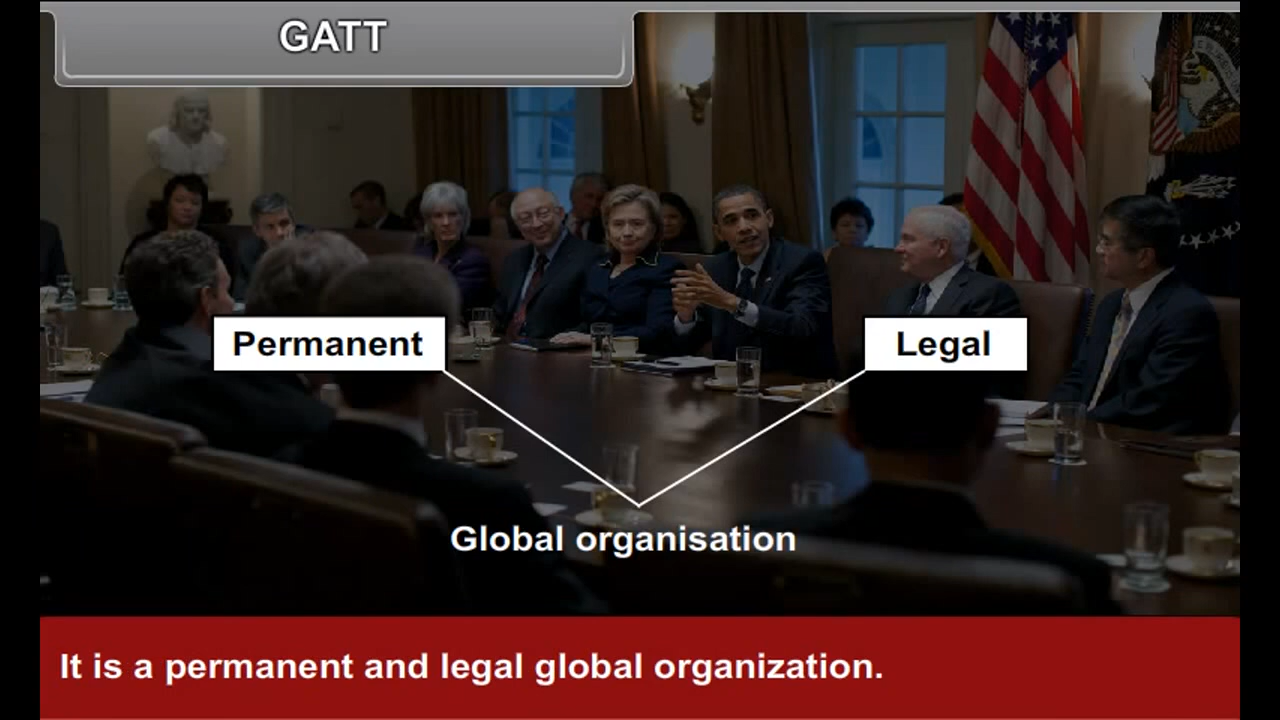 GATT
Permanent
Legal
Global organisation
It is a permanent and legal global organization.